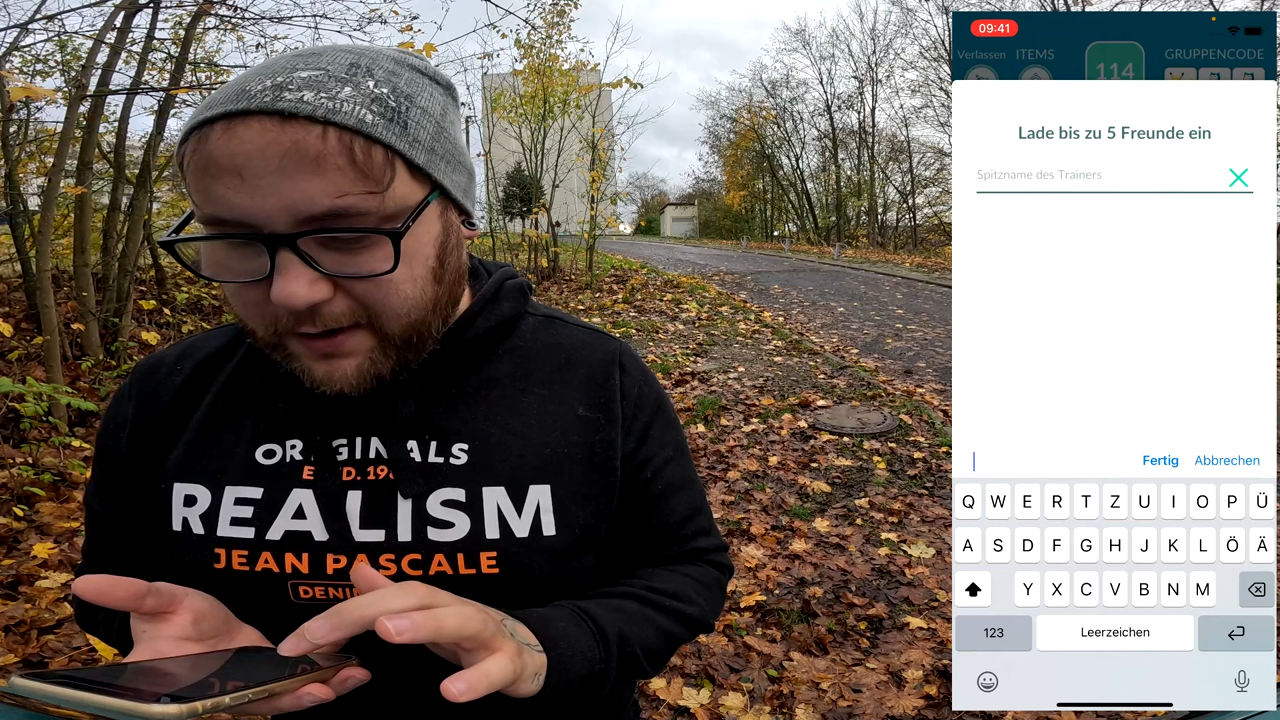 ORIGINALS
REALISM
JEAN PASCALE
09:41
Verlassen ITEMS 114 GRUPPENCODE
Lade bis zu 5 Freunde ein
Spitzname des Trainers
Fertig Abbrechen
Q W E R T Z U I O P Ü
A S D F G H J K L Ö Ä
Y X C V B N M
123 Leerzeichen